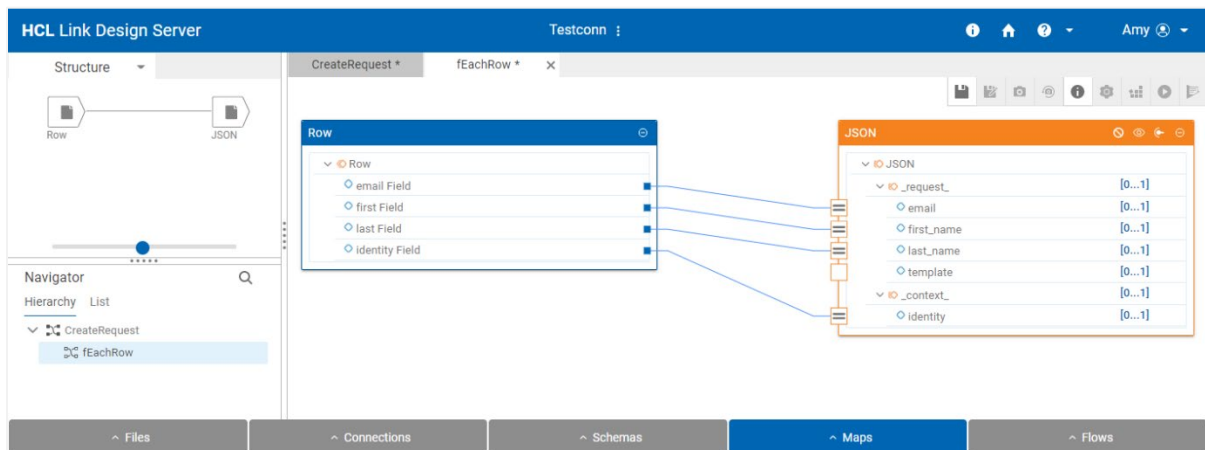 HCL Link Design Server
Testconn
Amy
Structure
CreateRequest *
fEachRow *
Row
JSON
Row
Row
email Field
first Field
last Field
identity Field
JSON
JSON
_request_ [0...1]
email [0...1]
first_name [0...1]
last_name [0...1]
template [0...1]
_context_ [0...1]
identity [0...1]
Navigator
Hierarchy List
CreateRequest
fEachRow
Files
Connections
Schemas
Maps
Flows